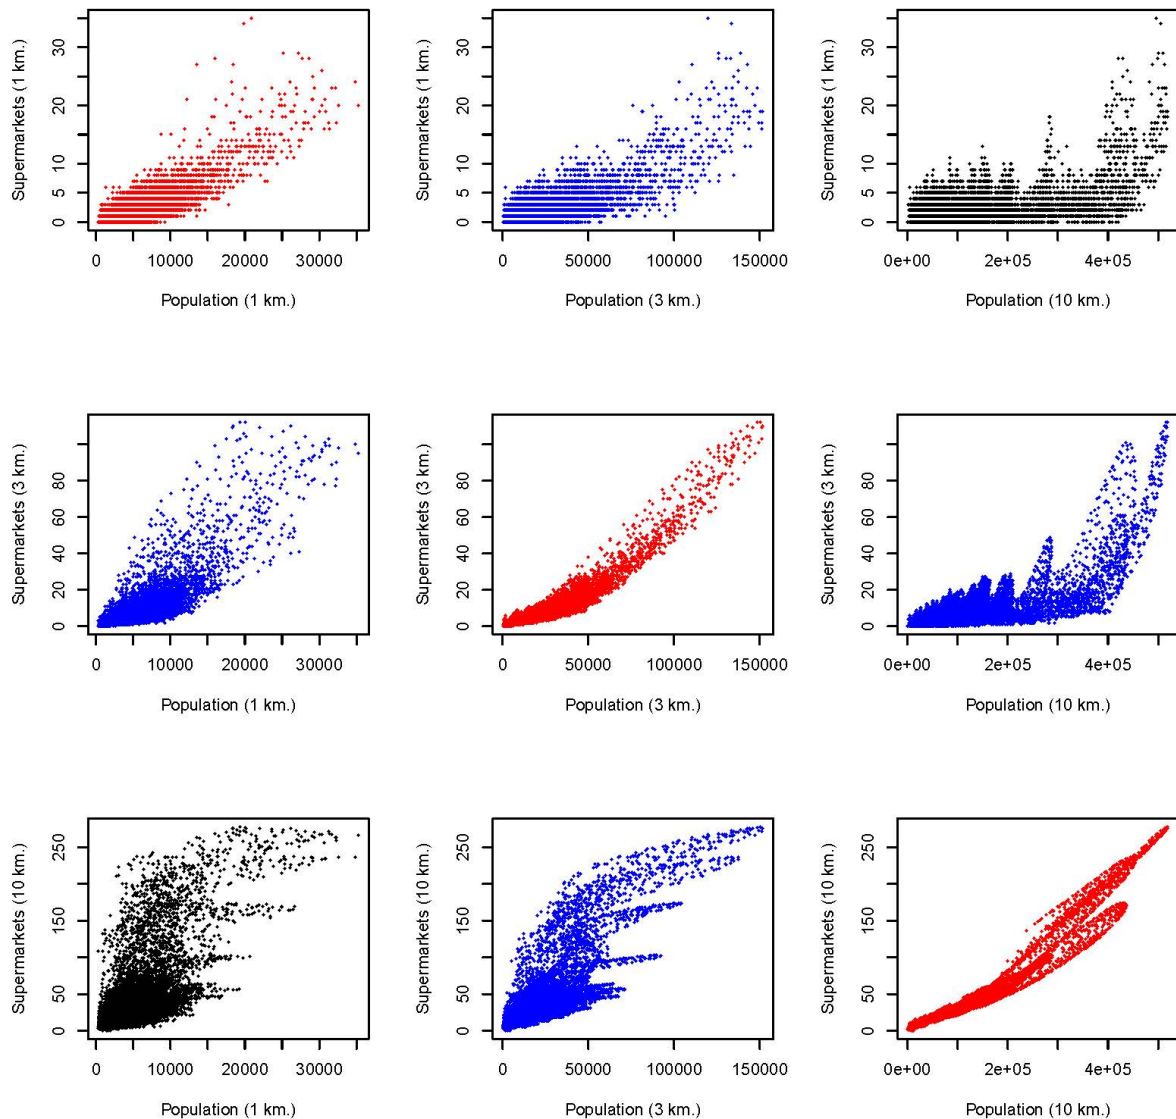 Supermarkets (1 km.)
0 5 10 20 30
0 10000 20000 30000
Population (1 km.)
Supermarkets (1 km.)
0 5 10 20 30
0 50000 100000 150000
Population (3 km.)
Supermarkets (1 km.)
0 5 10 20 30
0e+00 2e+05 4e+05
Population (10 km.)
Supermarkets (3 km.)
0 20 40 60 80
0 10000 20000 30000
Population (1 km.)
Supermarkets (3 km.)
0 20 40 60 80
0 50000 100000 150000
Population (3 km.)
Supermarkets (3 km.)
0 20 40 60 80
0e+00 2e+05 4e+05
Population (10 km.)
Supermarkets (10 km.)
0 50 150 250
0 10000 20000 30000
Population (1 km.)
Supermarkets (10 km.)
0 50 150 250
0 50000 100000 150000
Population (3 km.)
Supermarkets (10 km.)
0 50 150 250
0e+00 2e+05 4e+05
Population (10 km.)